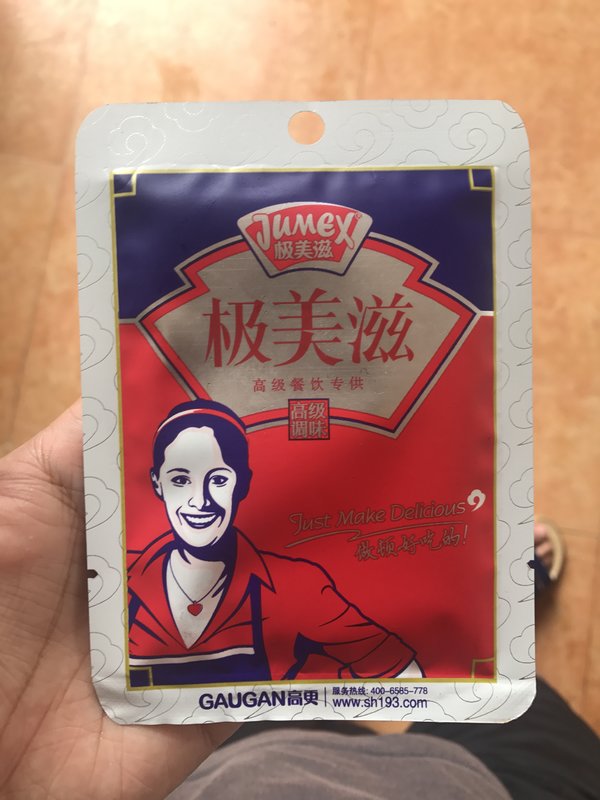 JUMEX
极美滋
极美滋
高级餐饮专供
高级
调味
Just Make Delicious
做顿好吃的!
GAUGAN高更
服务热线: 400-6565-778
www.sh193.com